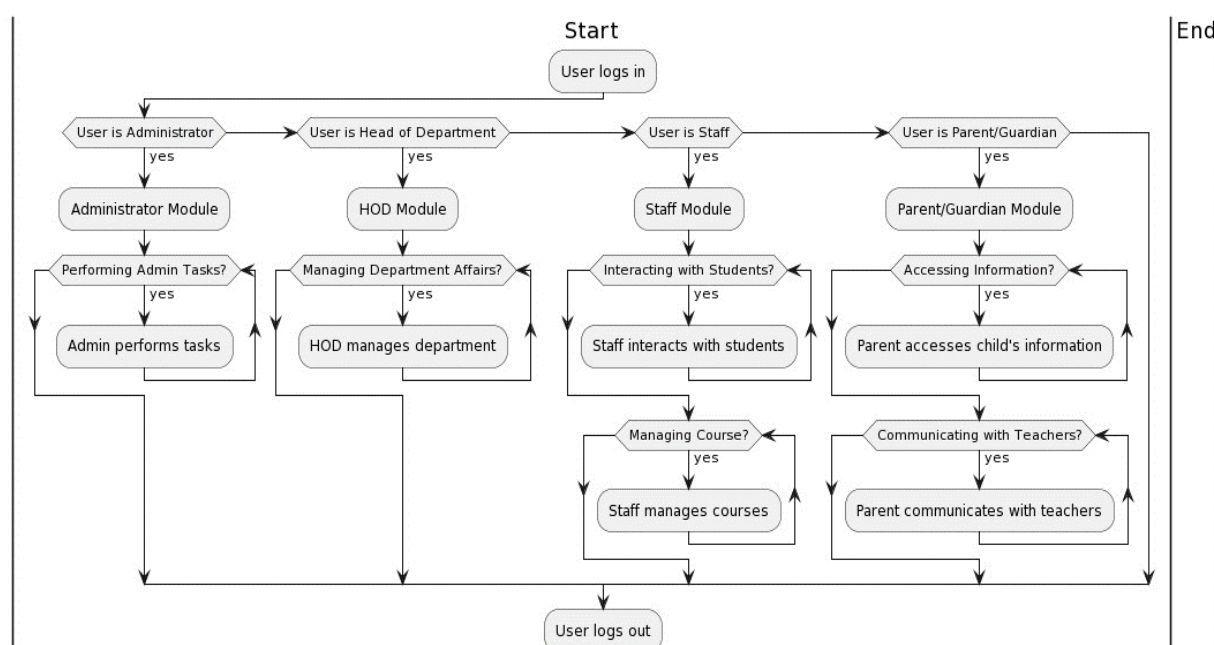 Start
End
User logs in
User is Administrator
User is Head of Department
User is Staff
User is Parent/Guardian
yes
yes
yes
yes
Administrator Module
HOD Module
Staff Module
Parent/Guardian Module
Performing Admin Tasks?
Managing Department Affairs?
Interacting with Students?
Accessing Information?
yes
yes
yes
yes
Admin performs tasks
HOD manages department
Staff interacts with students
Parent accesses child's information
Managing Course?
Communicating with Teachers?
yes
yes
Staff manages courses
Parent communicates with teachers
User logs out